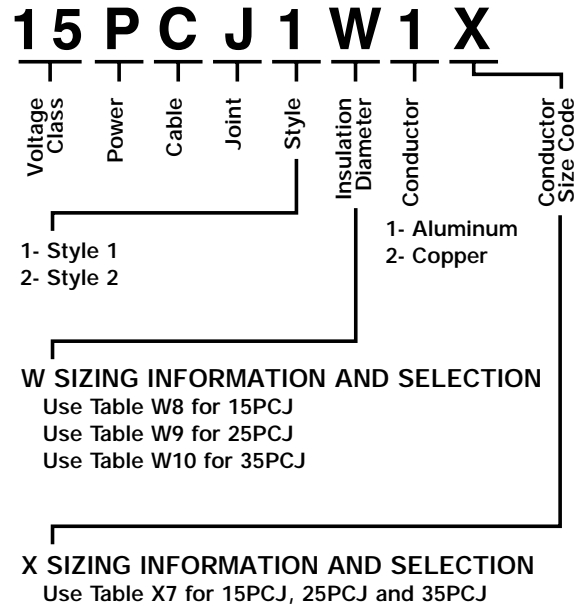 15PCJ1W1X
Voltage Class
Power
Cable
Joint
Style
Insulation Diameter
Conductor
Conductor Size Code
1- Style 1
2- Style 2
1- Aluminum
2- Copper
W SIZING INFORMATION AND SELECTION
Use Table W8 for 15PCJ
Use Table W9 for 25PCJ
Use Table W10 for 35PCJ
X SIZING INFORMATION AND SELECTION
Use Table X7 for 15PCJ, 25PCJ and 35PCJ